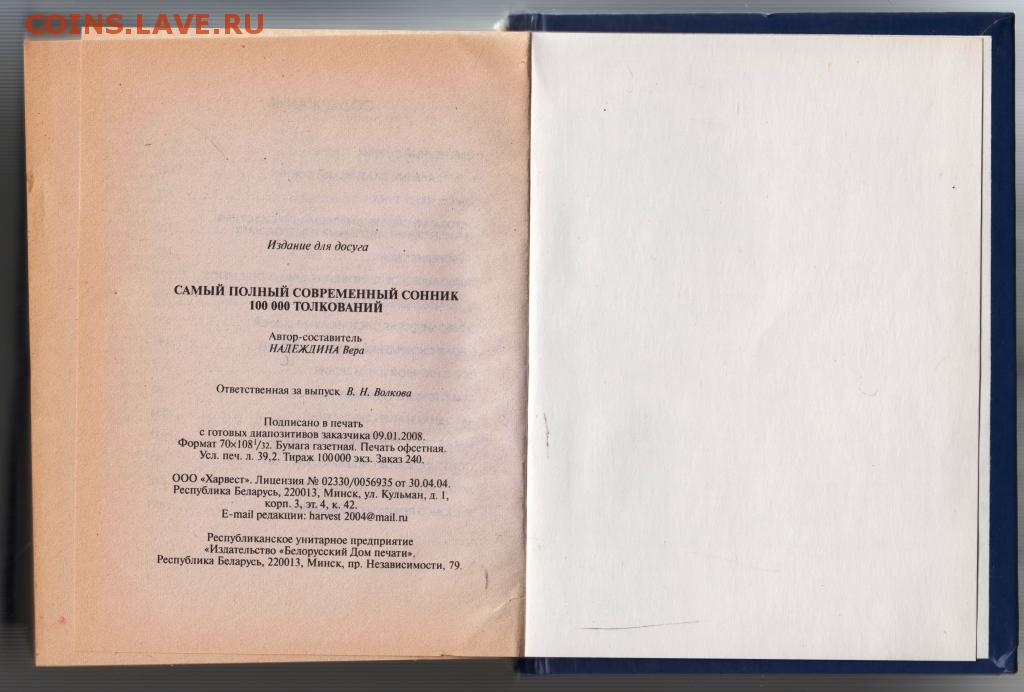 COINS.LAVE.RU
Издание для досуга
САМЫЙ ПОЛНЫЙ СОВРЕМЕННЫЙ СОННИК
100 000 ТОЛКОВАНИЙ
Автор-составитель
НАДЕЖДИНА Вера
Ответственная за выпуск В. Н. Волкова
Подписано в печать
с готовых диапозитивов заказчика 09.01.2008.
Формат 70×108¹/32. Бумага газетная. Печать офсетная.
Усл. печ. л. 39,2. Тираж 100000 экз. Заказ 240.
ООО «Харвест». Лицензия № 02330/0056935 от 30.04.04.
Республика Беларусь, 220013, Минск, ул. Кульман, д. 1,
корп. 3, эт. 4, к. 42.
E-mail редакции: harvest 2004@mail.ru
Республиканское унитарное предприятие
«Издательство «Белорусский Дом печати».
Республика Беларусь, 220013, Минск, пр. Независимости, 79.